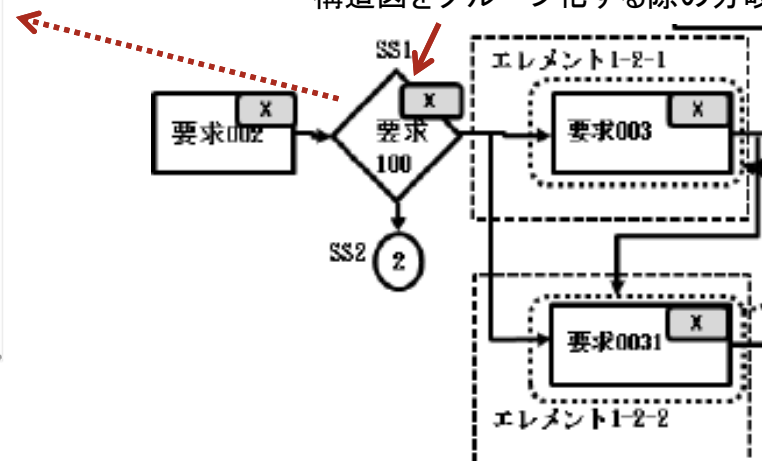 構造図をグループ化する際の分岐
SS1
エレメント1-2-1
X
X
X
要求002
要求
100
要求003
SS2
2
X
要求0031
エレメント1-2-2